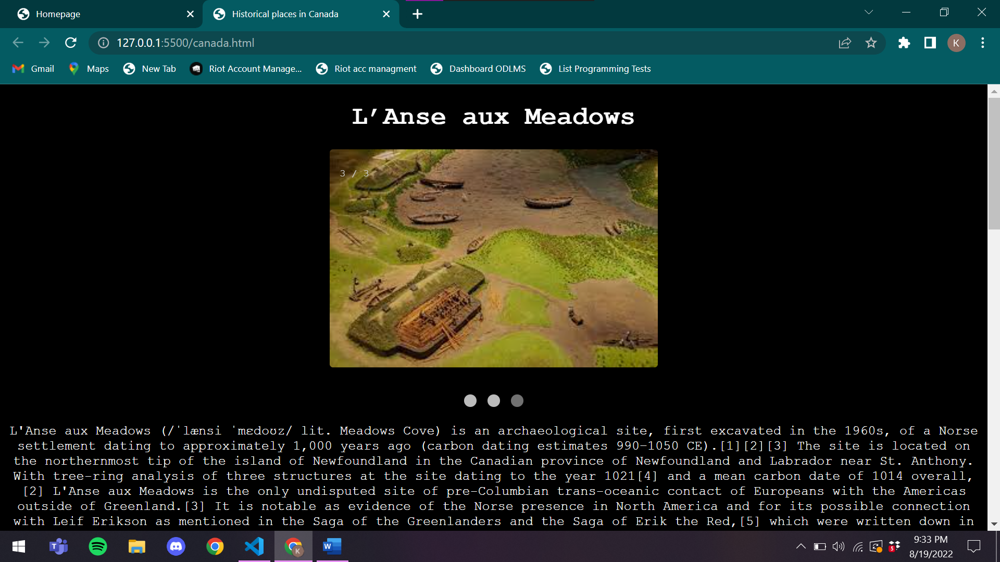 Homepage
Historical places in Canada
127.0.0.1:5500/canada.html
K
Gmail
Maps
New Tab
Riot Account Manage...
Riot acc managment
Dashboard ODLMS
List Programming Tests
L’Anse aux Meadows
3 / 3
L'Anse aux Meadows (/ˈlænsi ˈmɛdoʊz/ lit. Meadows Cove) is an archaeological site, first excavated in the 1960s, of a Norse
settlement dating to approximately 1,000 years ago (carbon dating estimates 990–1050 CE).[1][2][3] The site is located on
the northernmost tip of the island of Newfoundland in the Canadian province of Newfoundland and Labrador near St. Anthony.
With tree-ring analysis of three structures at the site dating to the year 1021[4] and a mean carbon date of 1014 overall,
[2] L'Anse aux Meadows is the only undisputed site of pre-Columbian trans-oceanic contact of Europeans with the Americas
outside of Greenland.[3] It is notable as evidence of the Norse presence in North America and for its possible connection
with Leif Erikson as mentioned in the Saga of the Greenlanders and the Saga of Erik the Red,[5] which were written down in
T
K
W
5
9:33 PM
8/19/2022